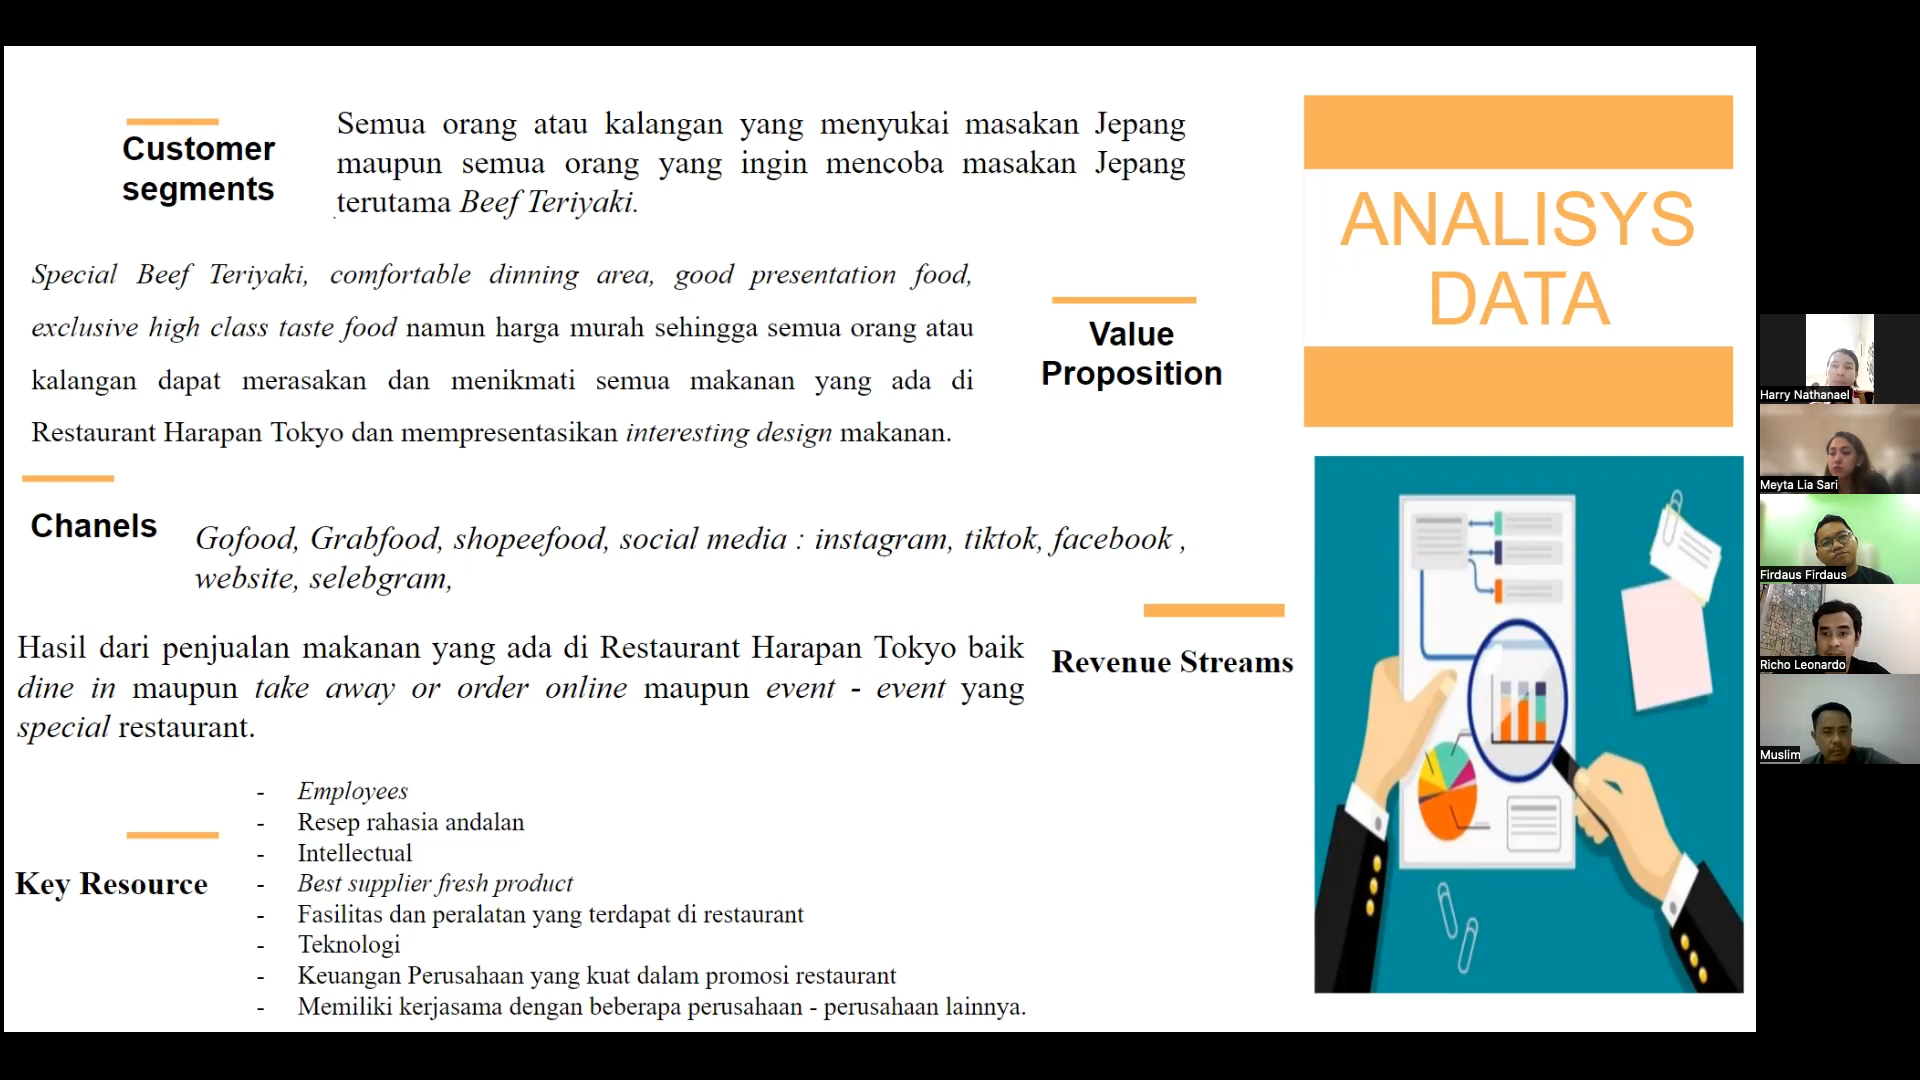 Customer
segments
Semua orang atau kalangan yang menyukai masakan Jepang
maupun semua orang yang ingin mencoba masakan Jepang
terutama Beef Teriyaki.
ANALISYS
DATA
Special Beef Teriyaki, comfortable dinning area, good presentation food,
exclusive high class taste food namun harga murah sehingga semua orang atau
kalangan dapat merasakan dan menikmati semua makanan yang ada di
Restaurant Harapan Tokyo dan mempresentasikan interesting design makanan.
Value
Proposition
Chanels
Gofood, Grabfood, shopeefood, social media : instagram, tiktok, facebook ,
website, selebgram,
Hasil dari penjualan makanan yang ada di Restaurant Harapan Tokyo baik
dine in maupun take away or order online maupun event - event yang
special restaurant.
Revenue Streams
Key Resource
- Employees
- Resep rahasia andalan
- Intellectual
- Best supplier fresh product
- Fasilitas dan peralatan yang terdapat di restaurant
- Teknologi
- Keuangan Perusahaan yang kuat dalam promosi restaurant
- Memiliki kerjasama dengan beberapa perusahaan - perusahaan lainnya.
Harry Nathanael
Meyta Lia Sari
Firdaus Firdaus
Richo Leonardo
Muslim